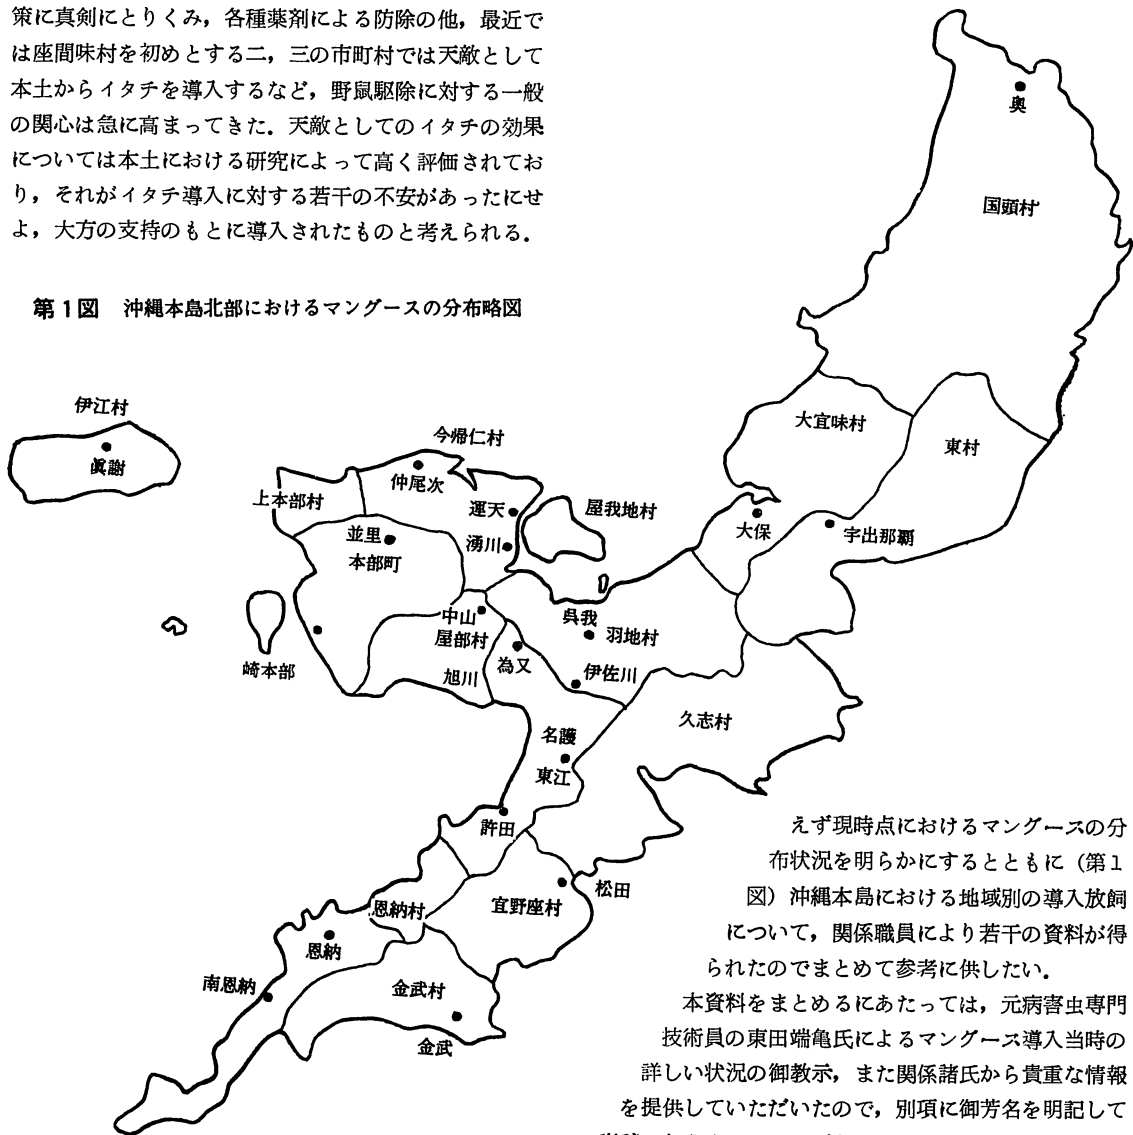 策に真剣にとりくみ，各種薬剤による防除の他，最近で
は座間味村を初めとする二，三の市町村では天敵として
本土からイタチを導入するなど，野鼠駆除に対する一般
の関心は急に高まってきた．天敵としてのイタチの効果
については本土における研究によって高く評価されてお
り，それがイタチ導入に対する若干の不安があったにせ
よ，大方の支持のもとに導入されたものと考えられる．
第1図　沖縄本島北部におけるマングースの分布略図
奥
国頭村
大宜味村
東村
伊江村
眞謝
今帰仁村
仲尾次
上本部村
運天
屋我地村
大保
宇出那覇
並里
湧川
本部町
中山
呉我
羽地村
屋部村
崎本部
旭川
為又
伊佐川
久志村
名護
東江
許田
松田
宜野座村
恩納村
恩納
南恩納
金武村
金武
えず現時点におけるマングースの分
布状況を明らかにするとともに（第1
図）沖縄本島における地域別の導入放飼
について，関係職員により若干の資料が得
られたのでまとめて参考に供したい．
本資料をまとめるにあたっては，元病害虫専門
技術員の東田端亀氏によるマングース導入当時の
詳しい状況の御教示，また関係諸氏から貴重な情報
を提供していただいたので，別項に御芳名を明記して